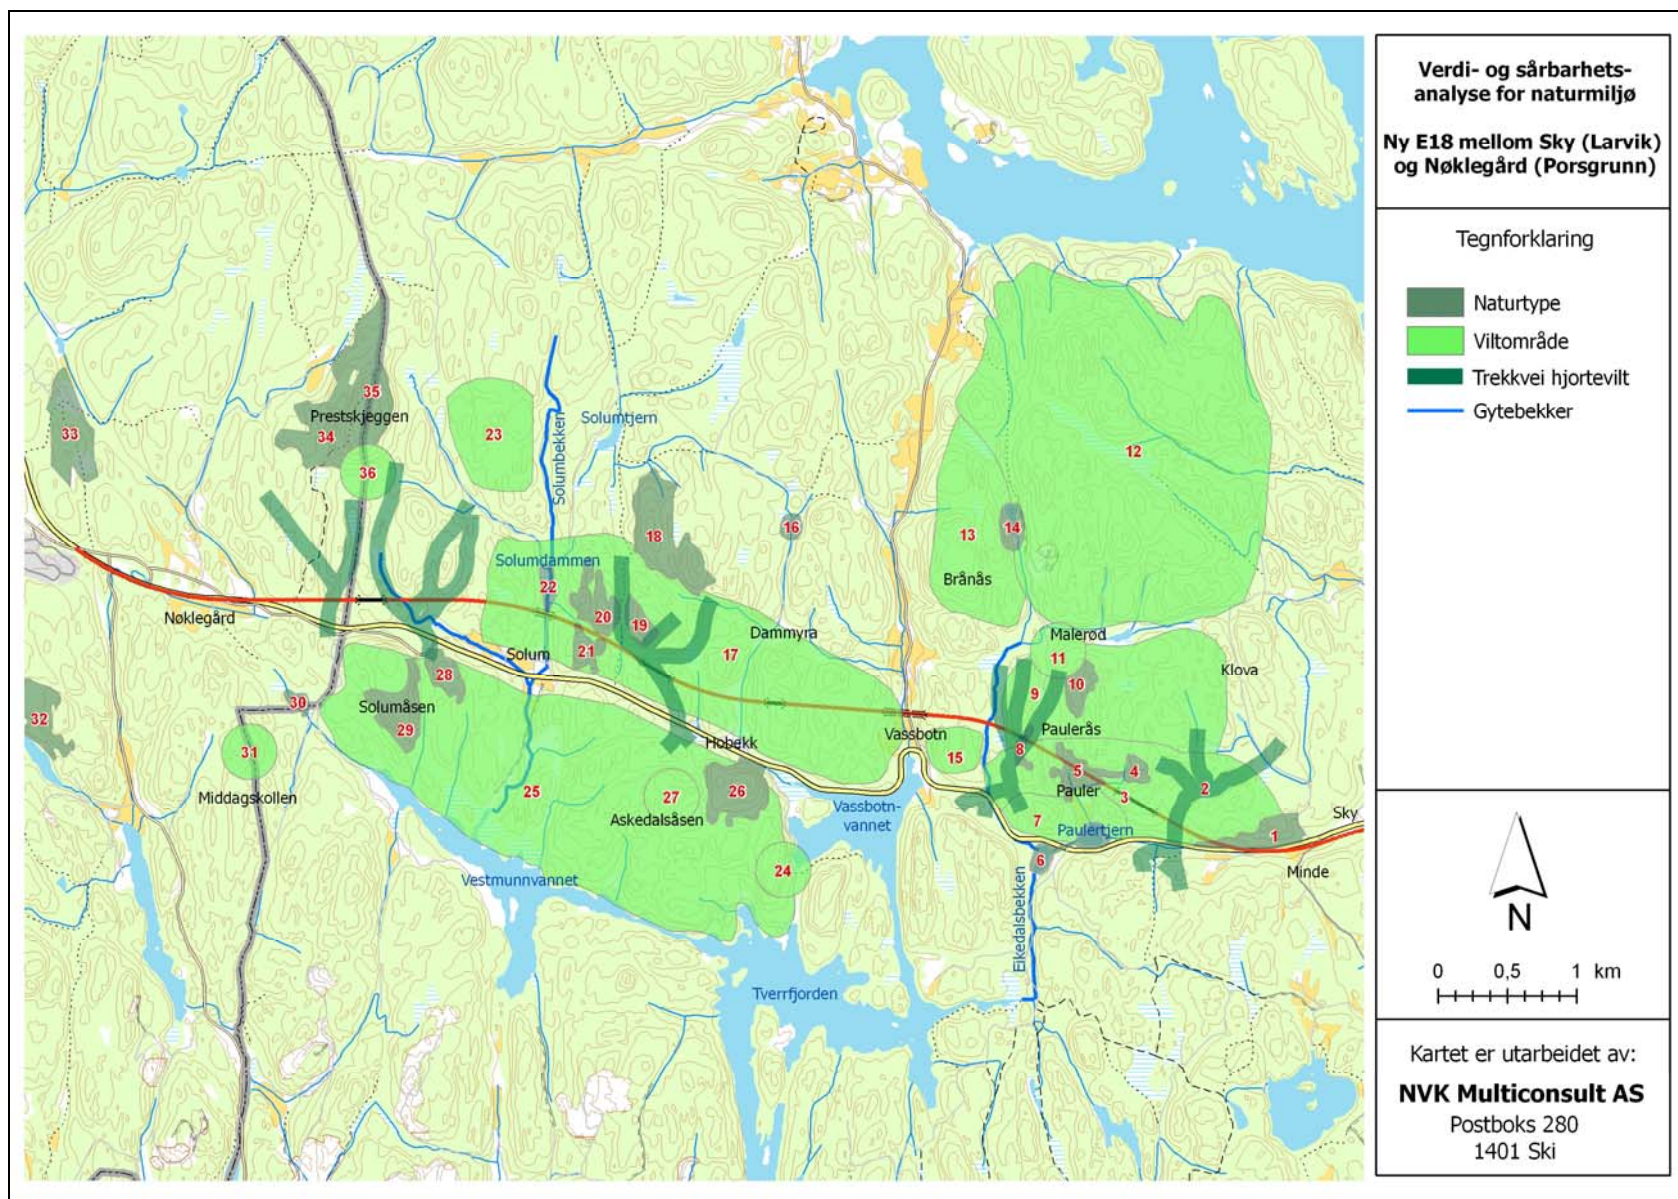 Verdi- og sårbarhets-
analyse for naturmiljø
Ny E18 mellom Sky (Larvik)
og Nøklegård (Porsgrunn)
Tegnforklaring
Naturtype
Viltområde
Trekkvei hjortevilt
Gytebekker
N
0 0,5 1 km
Kartet er utarbeidet av:
NVK Multiconsult AS
Postboks 280
1401 Ski
35
Prestskjeggen
34
33
23
Solumtjern
Solumbekken
36
12
18
16
13
14
Solumdammen
22
Brånås
Nøklegård
20
19
21
Solum
17
Dammyra
Malerød
11
Klova
28
30
Solumåsen
29
32
31
Middagskollen
9
10
Paulerås
Hobekk
Vassbotn
15
8
5
4
Pauler
3
2
25
27
Askedalsåsen
26
Vassbotn-
vannet
7
Paulertjern
1
Sky
6
Minde
24
Vestmunnvannet
Eikedalsbekken
Tverrfjorden